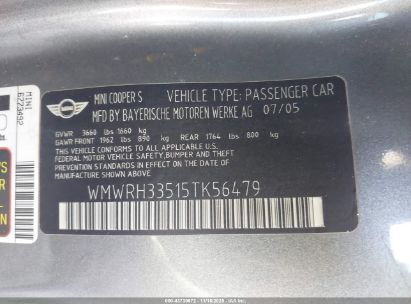 MINI COOPER S VEHICLE TYPE: PASSENGER CAR
MFD BY BAYERISCHE MOTOREN WERKE AG 07/05
GVWR 3660 lbs 1660 kg
GAWR FRONT 1962 lbs 890 kg REAR 1764 lbs 800 kg
THIS VEHICLE CONFORMS TO ALL APPLICABLE U.S.
FEDERAL MOTOR VEHICLE SAFETY, BUMPER AND THEFT
PREVENTION STANDARDS IN EFFECT ON THE DATE OF
MANUFACTURE SHOWN ABOVE.
WMWRH33515TK56479
MINI